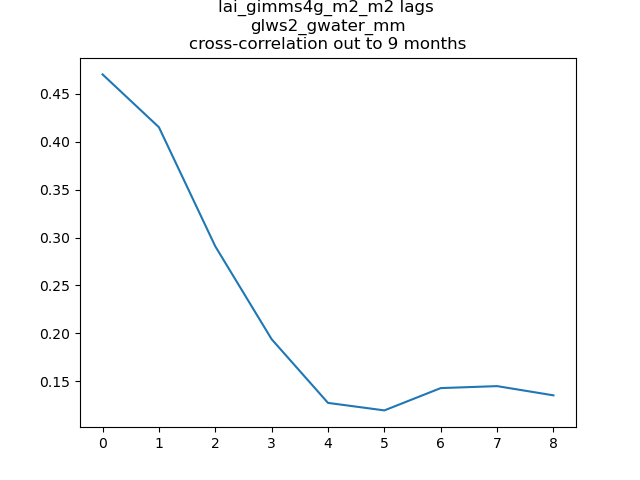 lai_gimms4g_m2_m2 lags
glws2_gwater_mm
cross-correlation out to 9 months
0.45
0.40
0.35
0.30
0.25
0.20
0.15
0 1 2 3 4 5 6 7 8